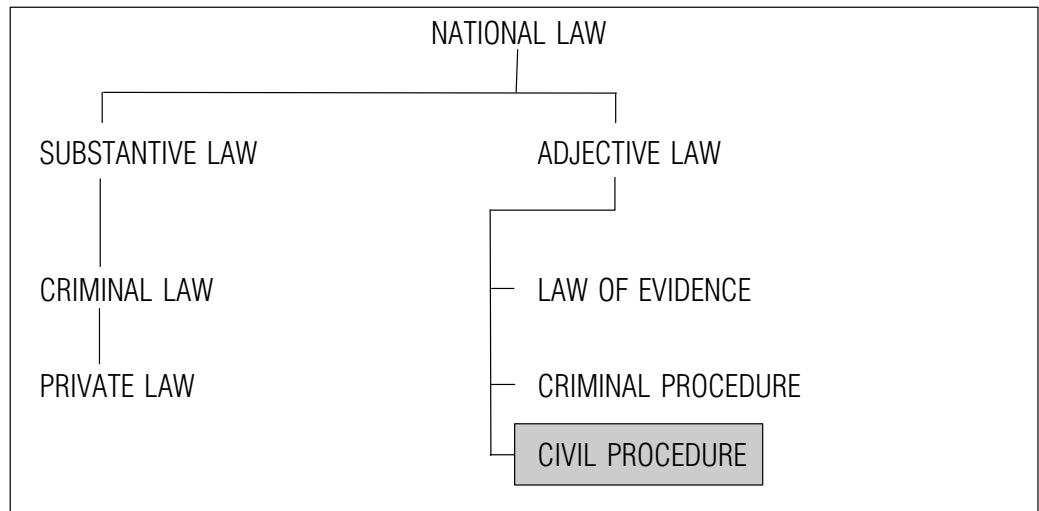 NATIONAL LAW
SUBSTANTIVE LAW
ADJECTIVE LAW
CRIMINAL LAW
LAW OF EVIDENCE
PRIVATE LAW
CRIMINAL PROCEDURE
CIVIL PROCEDURE